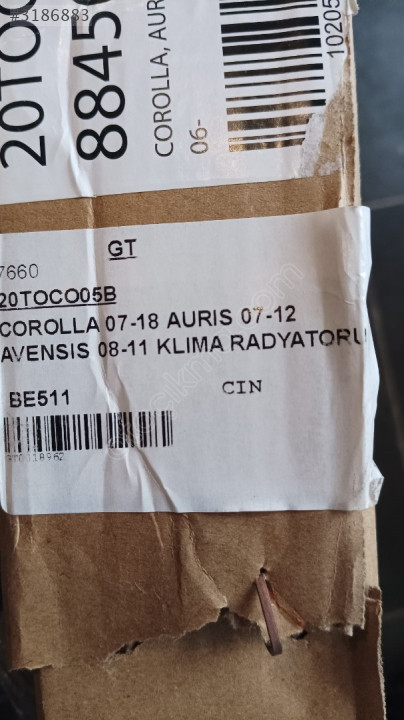 #3186883
20TOCO
8845
COROLLA, AUR
06-
10205
GT
7660
20TOCO05B
COROLLA 07-18 AURIS 07-12
AVENSIS 08-11 KLIMA RADYATORU
BE511
CIN